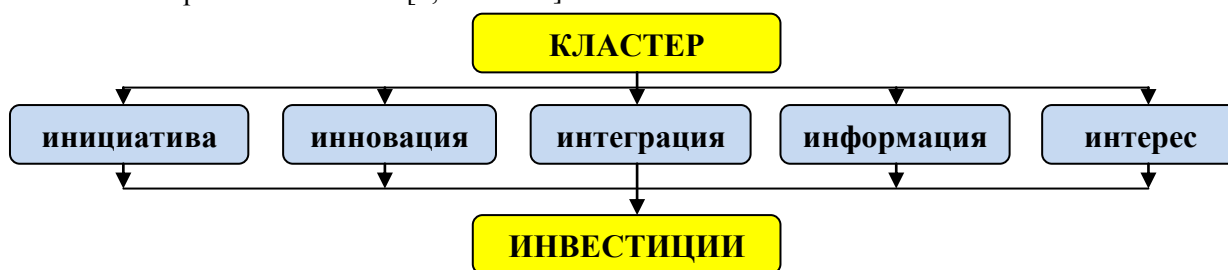 КЛАСТЕР
инициатива инновация интеграция информация интерес
ИНВЕСТИЦИИ